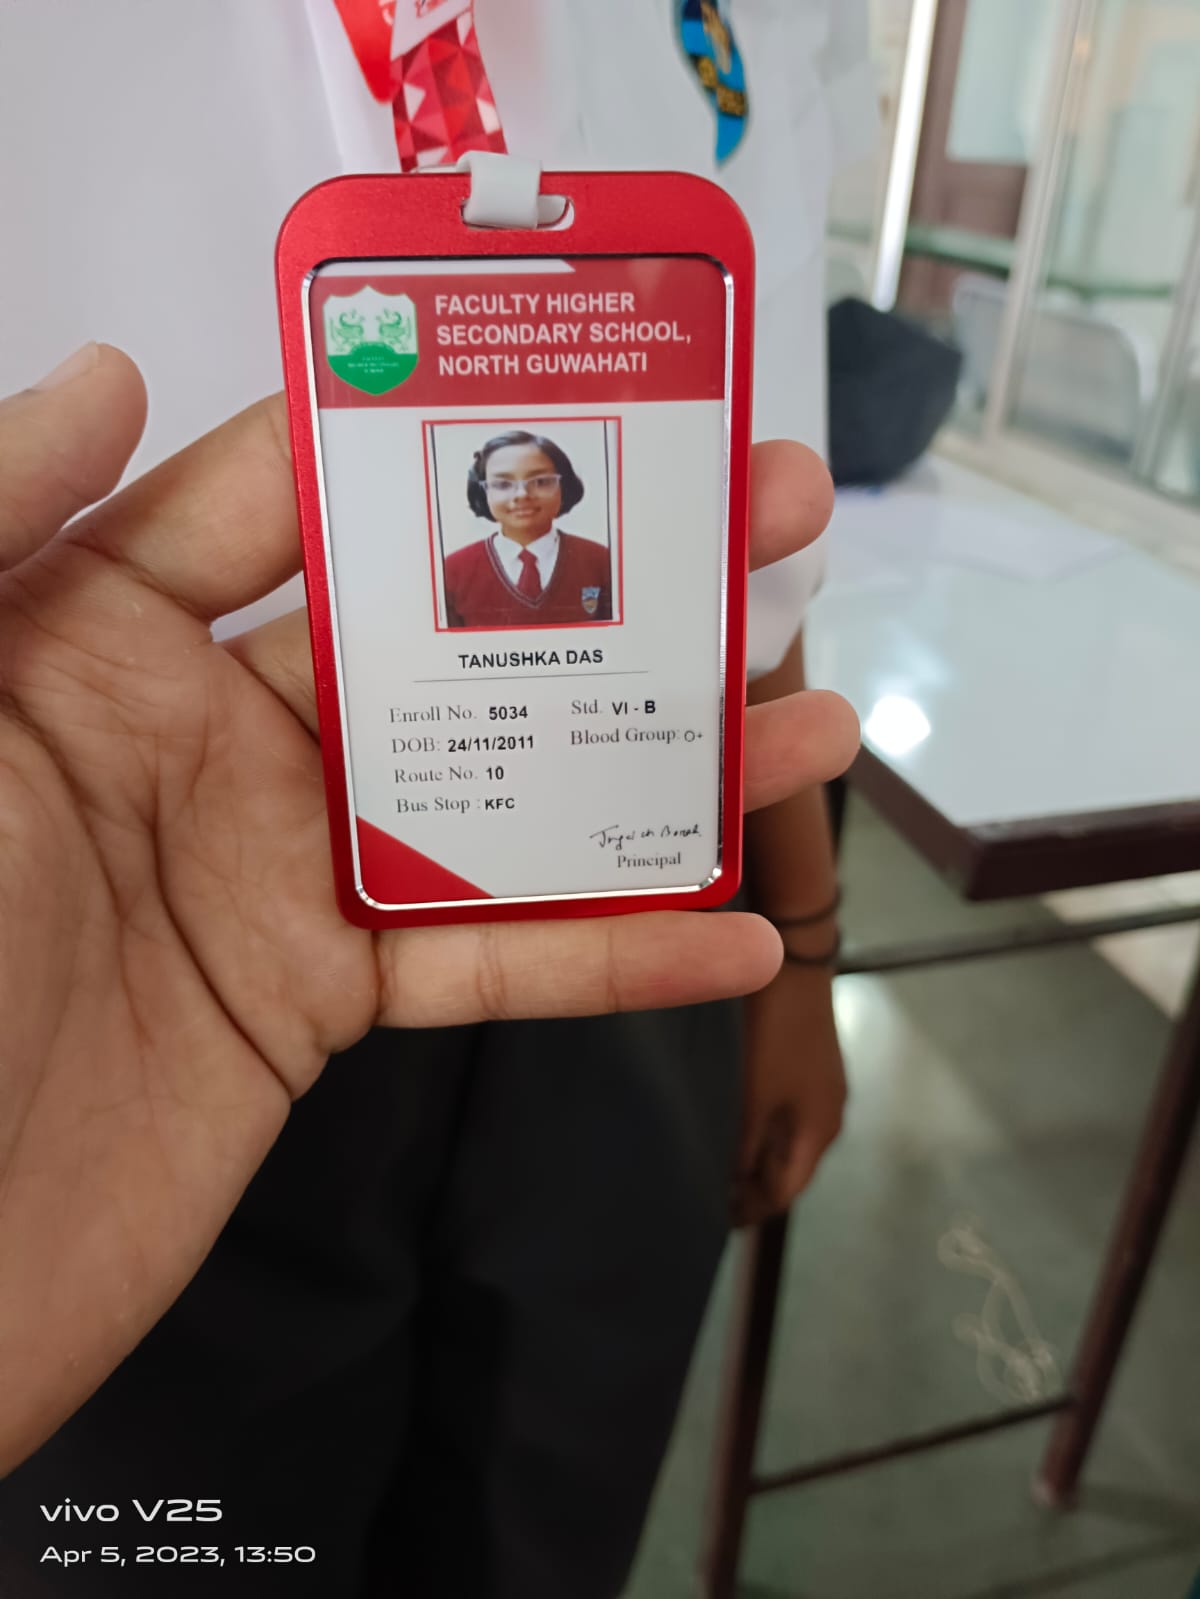 FACULTY HIGHER
SECONDARY SCHOOL,
NORTH GUWAHATI
TANUSHKA DAS
Enroll No. 5034
Std. VI - B
DOB: 24/11/2011
Blood Group: O+
Route No. 10
Bus Stop : KFC
Principal
vivo V25
Apr 5, 2023, 13:50